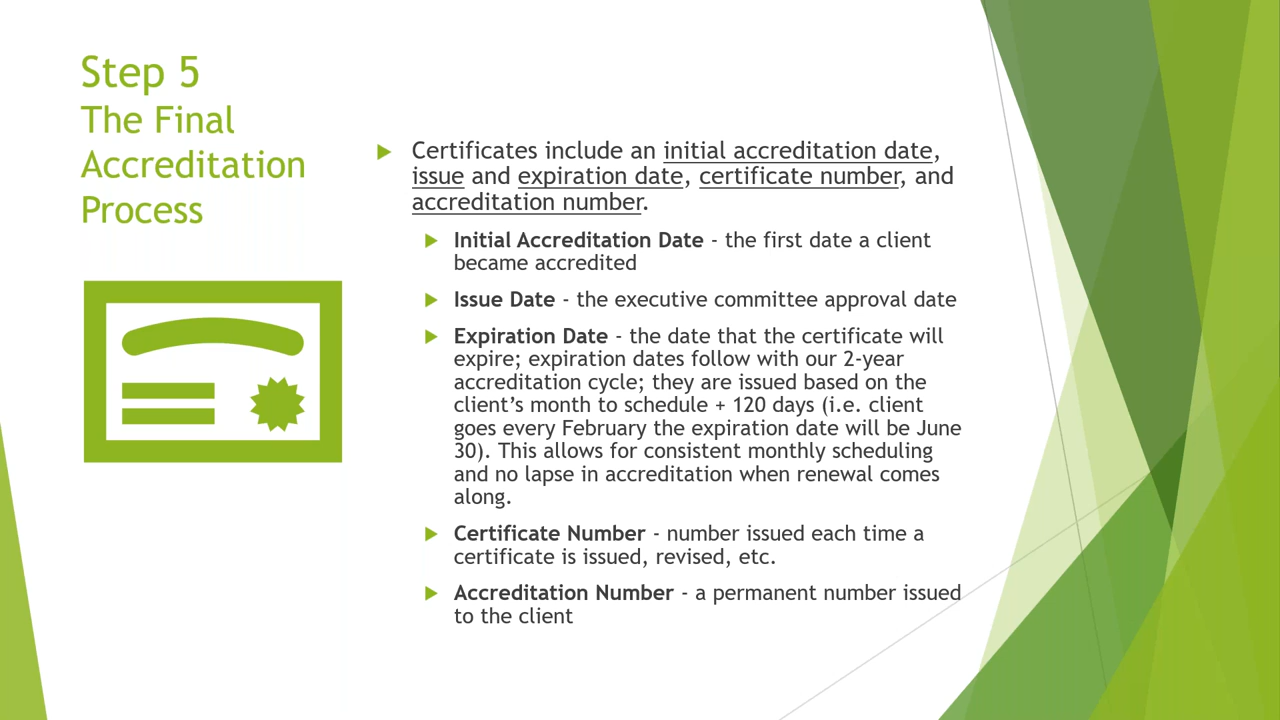 Step 5
The Final
Accreditation
Process
Certificates include an initial accreditation date,
issue and expiration date, certificate number, and
accreditation number.
Initial Accreditation Date - the first date a client
became accredited
Issue Date - the executive committee approval date
Expiration Date - the date that the certificate will
expire; expiration dates follow with our 2-year
accreditation cycle; they are issued based on the
client’s month to schedule + 120 days (i.e. client
goes every February the expiration date will be June
30). This allows for consistent monthly scheduling
and no lapse in accreditation when renewal comes
along.
Certificate Number - number issued each time a
certificate is issued, revised, etc.
Accreditation Number - a permanent number issued
to the client